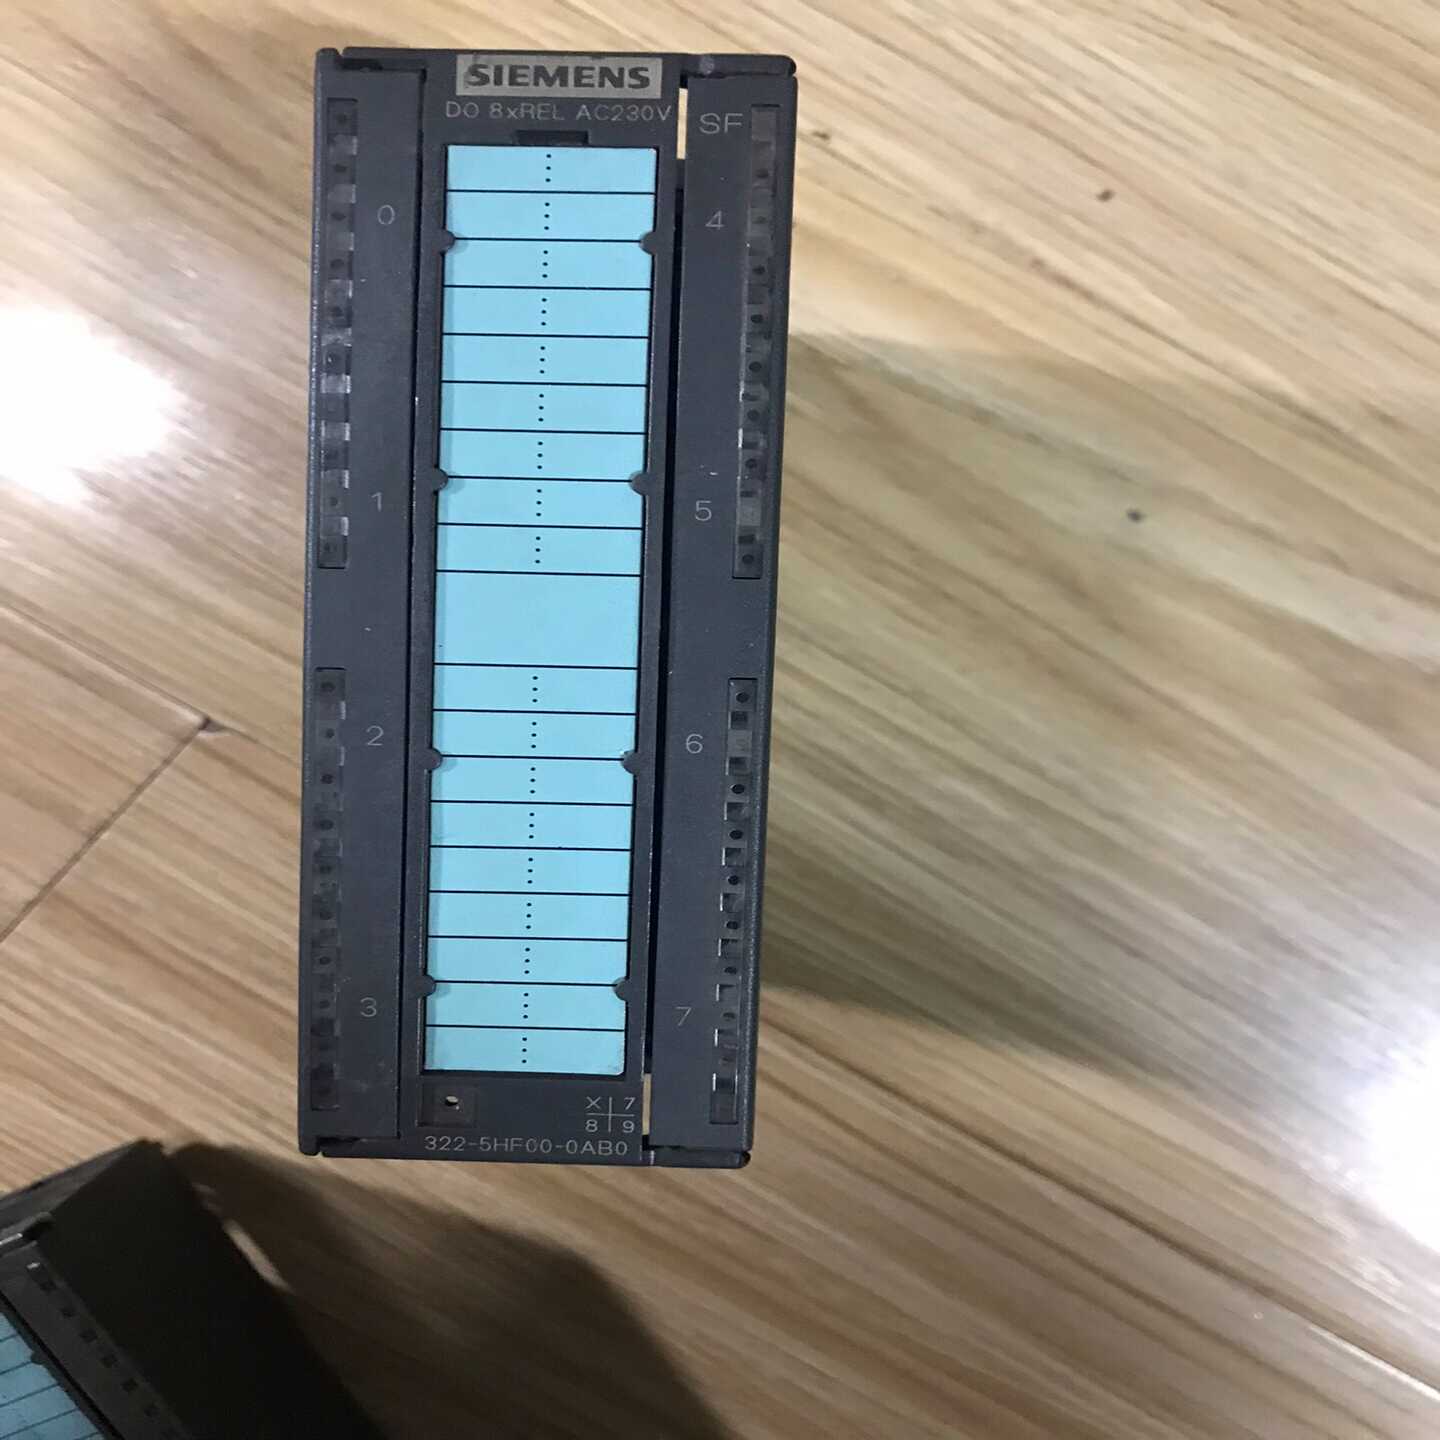 SIEMENS
DO 8xREL AC230V
SF
0
4
1
5
2
6
3
7
X 7
8 9
322-5HF00-0AB0